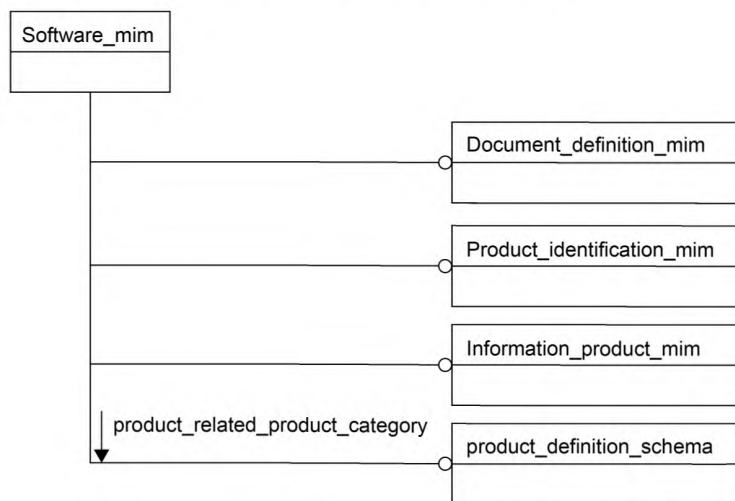 Software_mim
Document_definition_mim
Product_identification_mim
Information_product_mim
product_related_product_category
product_definition_schema